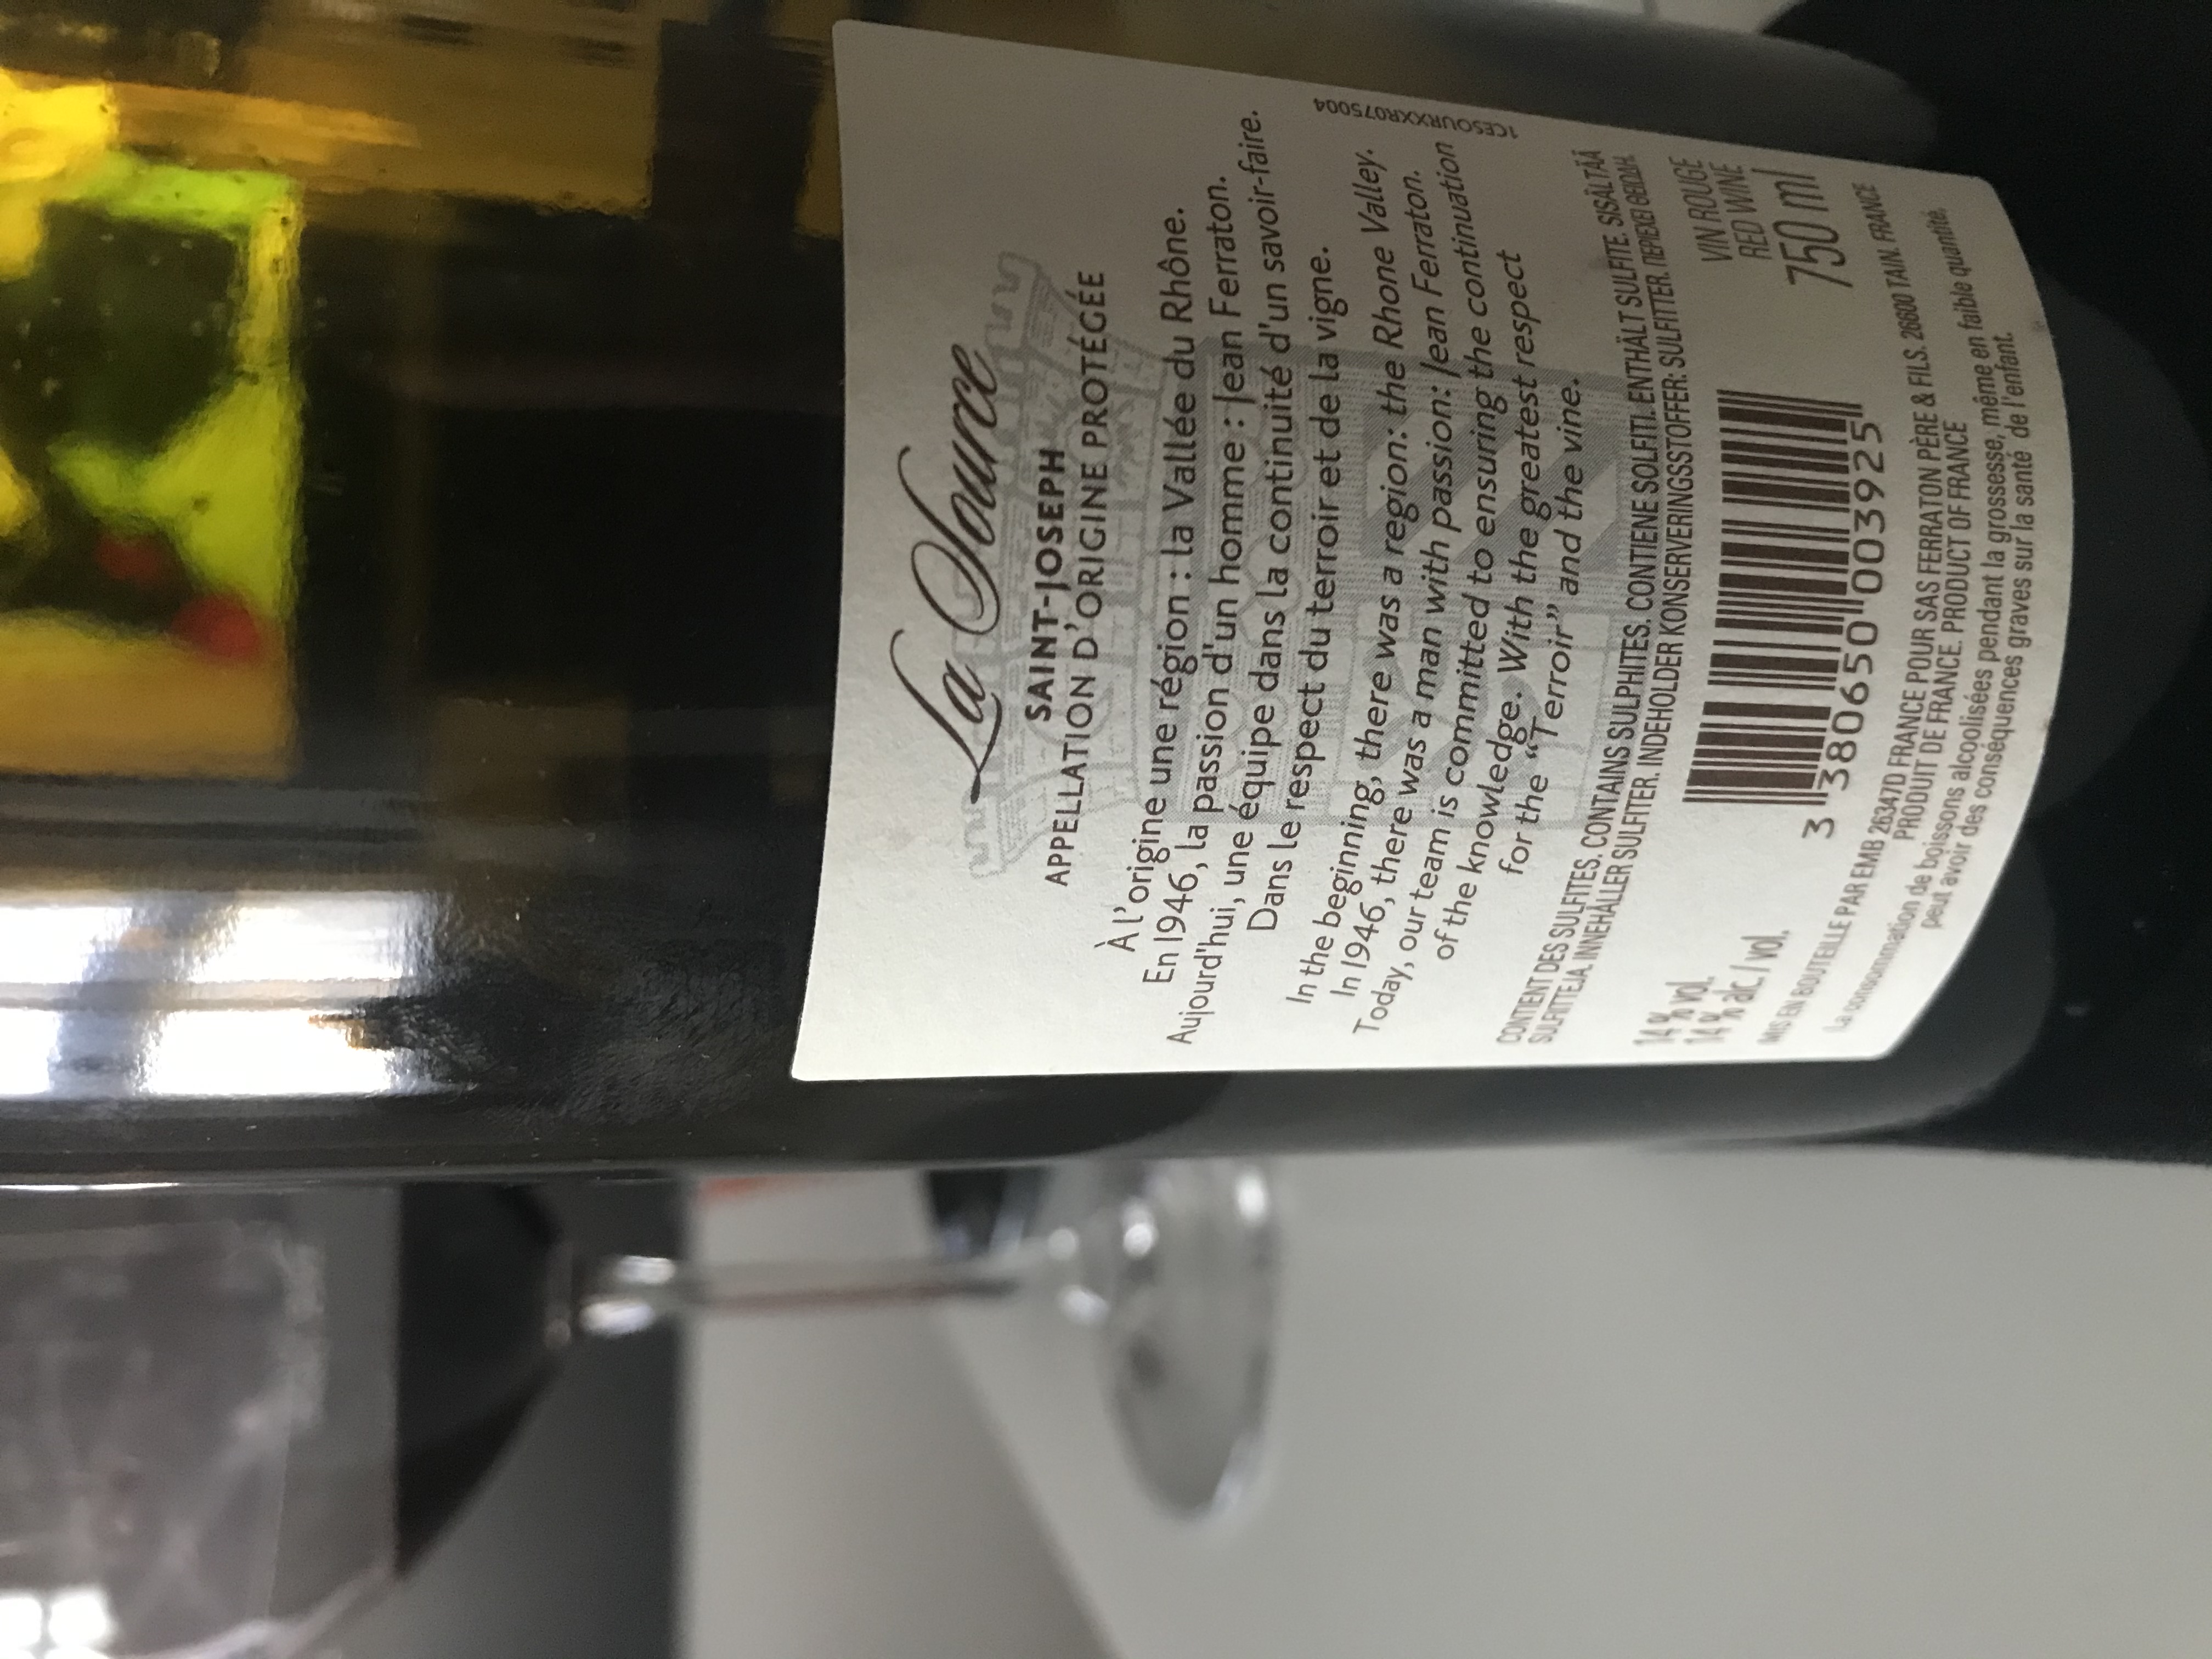 La Source
SAINT-JOSEPH
APPELLATION D'ORIGINE PROTÉGÉE
À l'origine une région : la Vallée du Rhône.
En 1946, la passion d'un homme : Jean Ferraton.
Aujourd'hui, une équipe dans la continuité d'un savoir-faire.
Dans le respect du terroir et de la vigne.
In the beginning, there was a region: the Rhone Valley.
In 1946, there was a man with passion: Jean Ferraton.
Today, our team is committed to ensuring the continuation
of the knowledge. With the greatest respect
for the “Terroir” and the vine.
1CESOURXXR075004
CONTIENT DES SULFITES. CONTAINS SULPHITES. CONTIENE SOLFITI. ENTHÄLT SULFITE. SISÄLTÄÄ
SULFIITTEJA. INNEHÅLLER SULFITER. INDEHOLDER KONSERVERINGSSTOFFER: SULFITTER. ΠΕΡΙΕΧΕΙ ΘΕΙΩΔΗ.
14 % vol.
14 % alc. / vol.
3 380650 003925
VIN ROUGE
RED WINE
750 ml
MIS EN BOUTEILLE PAR EMB 26347D FRANCE POUR SAS FERRATON PÈRE & FILS. 26600 TAIN. FRANCE
PRODUIT DE FRANCE. PRODUCT OF FRANCE
La consommation de boissons alcoolisées pendant la grossesse, même en faible quantité,
peut avoir des conséquences graves sur la santé de l'enfant.